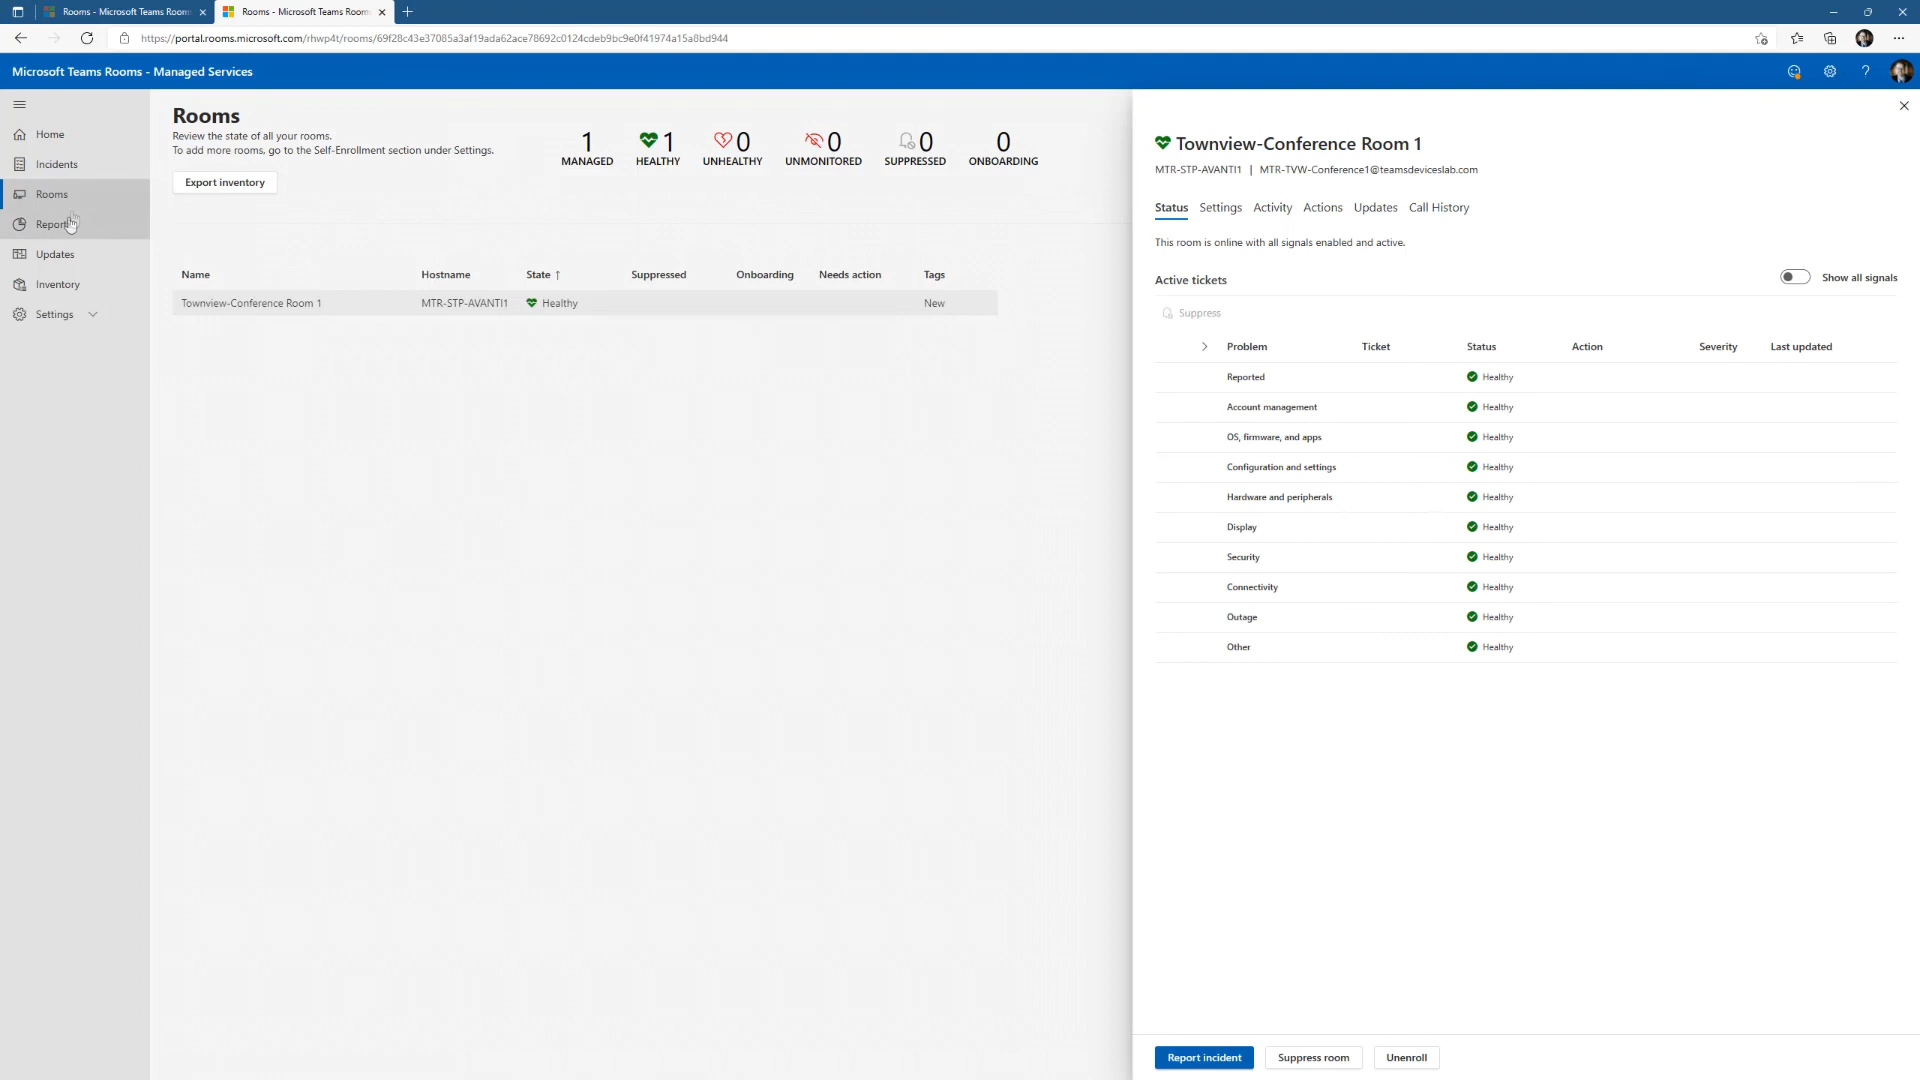 Rooms - Microsoft Teams Room
Rooms - Microsoft Teams Room
https://portal.rooms.microsoft.com/rhwp4t/rooms/69f28c43e37085a3af19ada62ace78692c0124cdeb9bc9e0f41974a15a8bd944
Microsoft Teams Rooms - Managed Services
Home
Incidents
Rooms
Report
Updates
Inventory
Settings
Rooms
Review the state of all your rooms.
To add more rooms, go to the Self-Enrollment section under Settings.
Export inventory
1 MANAGED
1 HEALTHY
0 UNHEALTHY
0 UNMONITORED
0 SUPPRESSED
0 ONBOARDING
Name Hostname State ↑ Suppressed Onboarding Needs action Tags
Townview-Conference Room 1 MTR-STP-AVANTI1 Healthy New
Townview-Conference Room 1
MTR-STP-AVANTI1 | MTR-TVW-Conference1@teamsdeviceslab.com
Status Settings Activity Actions Updates Call History
This room is online with all signals enabled and active.
Active tickets Show all signals
Suppress
Problem Ticket Status Action Severity Last updated
Reported Healthy
Account management Healthy
OS, firmware, and apps Healthy
Configuration and settings Healthy
Hardware and peripherals Healthy
Display Healthy
Security Healthy
Connectivity Healthy
Outage Healthy
Other Healthy
Report incident Suppress room Unenroll